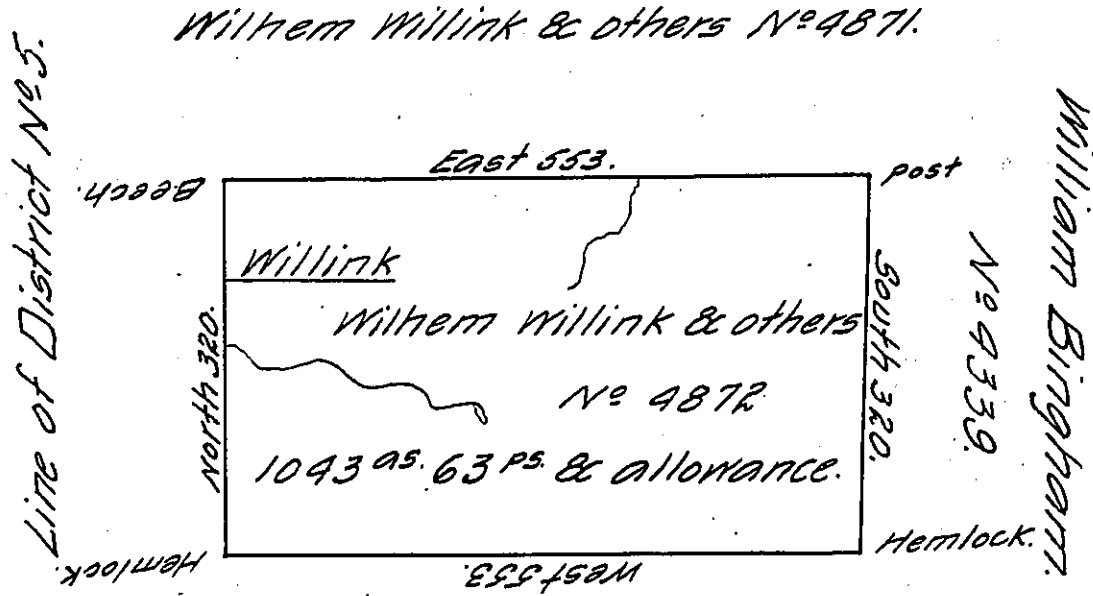 Wilhem Willink & others Nº 4871.
Line of District Nº 5.
East 553.
Beech.
Post
Willink
North 320.
Wilhem Willink & others
Nº 4872
1043 as. 63 ps. & allowance.
South 320.
Nº 4339.
William Bingham.
Hemlock.
West 553.
Hemlock.